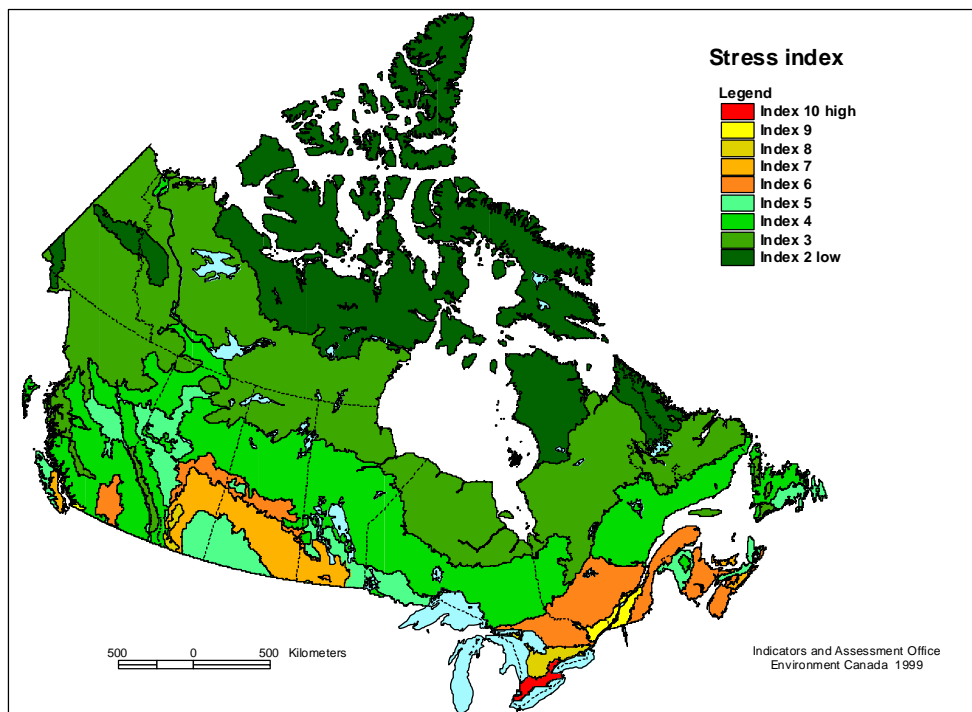 Stress index
Legend
Index 10 high
Index 9
Index 8
Index 7
Index 6
Index 5
Index 4
Index 3
Index 2 low
500 0 500 Kilometers
Indicators and Assessment Office
Environment Canada 1999